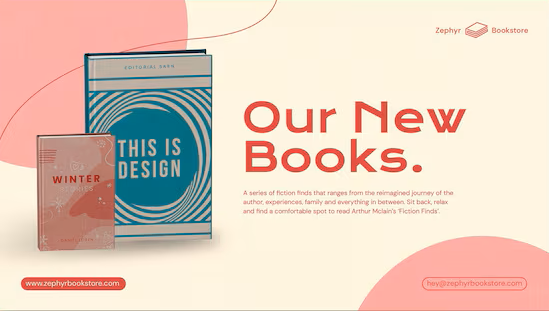 Zephyr Bookstore
EDITORIAL BARN
THIS IS
DESIGN
WINTER
STORIES
Our New
Books.
A series of fiction finds that ranges from the reimagined journey of the
author, experiences, family and everything in between. Sit back, relax
and find a comfortable spot to read Arthur Mclain's 'Fiction Finds'.
www.zephyrbookstore.com
hey@zephyrbookstore.com